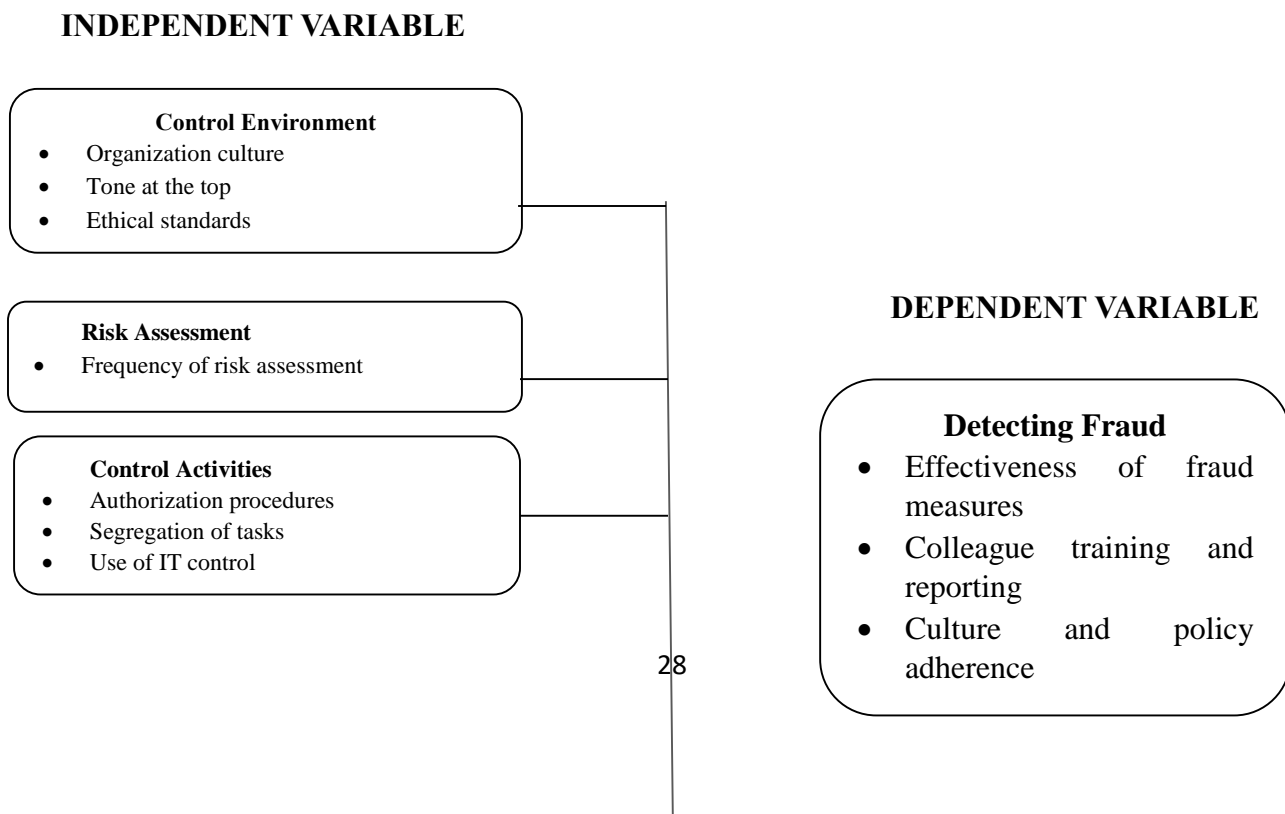 INDEPENDENT VARIABLE
Control Environment
• Organization culture
• Tone at the top
• Ethical standards
Risk Assessment
• Frequency of risk assessment
Control Activities
• Authorization procedures
• Segregation of tasks
• Use of IT control
DEPENDENT VARIABLE
Detecting Fraud
• Effectiveness of fraud
measures
• Colleague training and
reporting
• Culture and policy
adherence
28